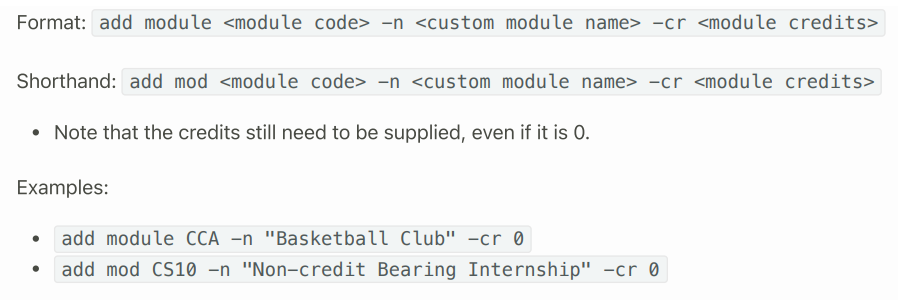 Format: add module <module code> -n <custom module name> -cr <module credits>
Shorthand: add mod <module code> -n <custom module name> -cr <module credits>
• Note that the credits still need to be supplied, even if it is 0.
Examples:
• add module CCA -n "Basketball Club" -cr 0
• add mod CS10 -n "Non-credit Bearing Internship" -cr 0